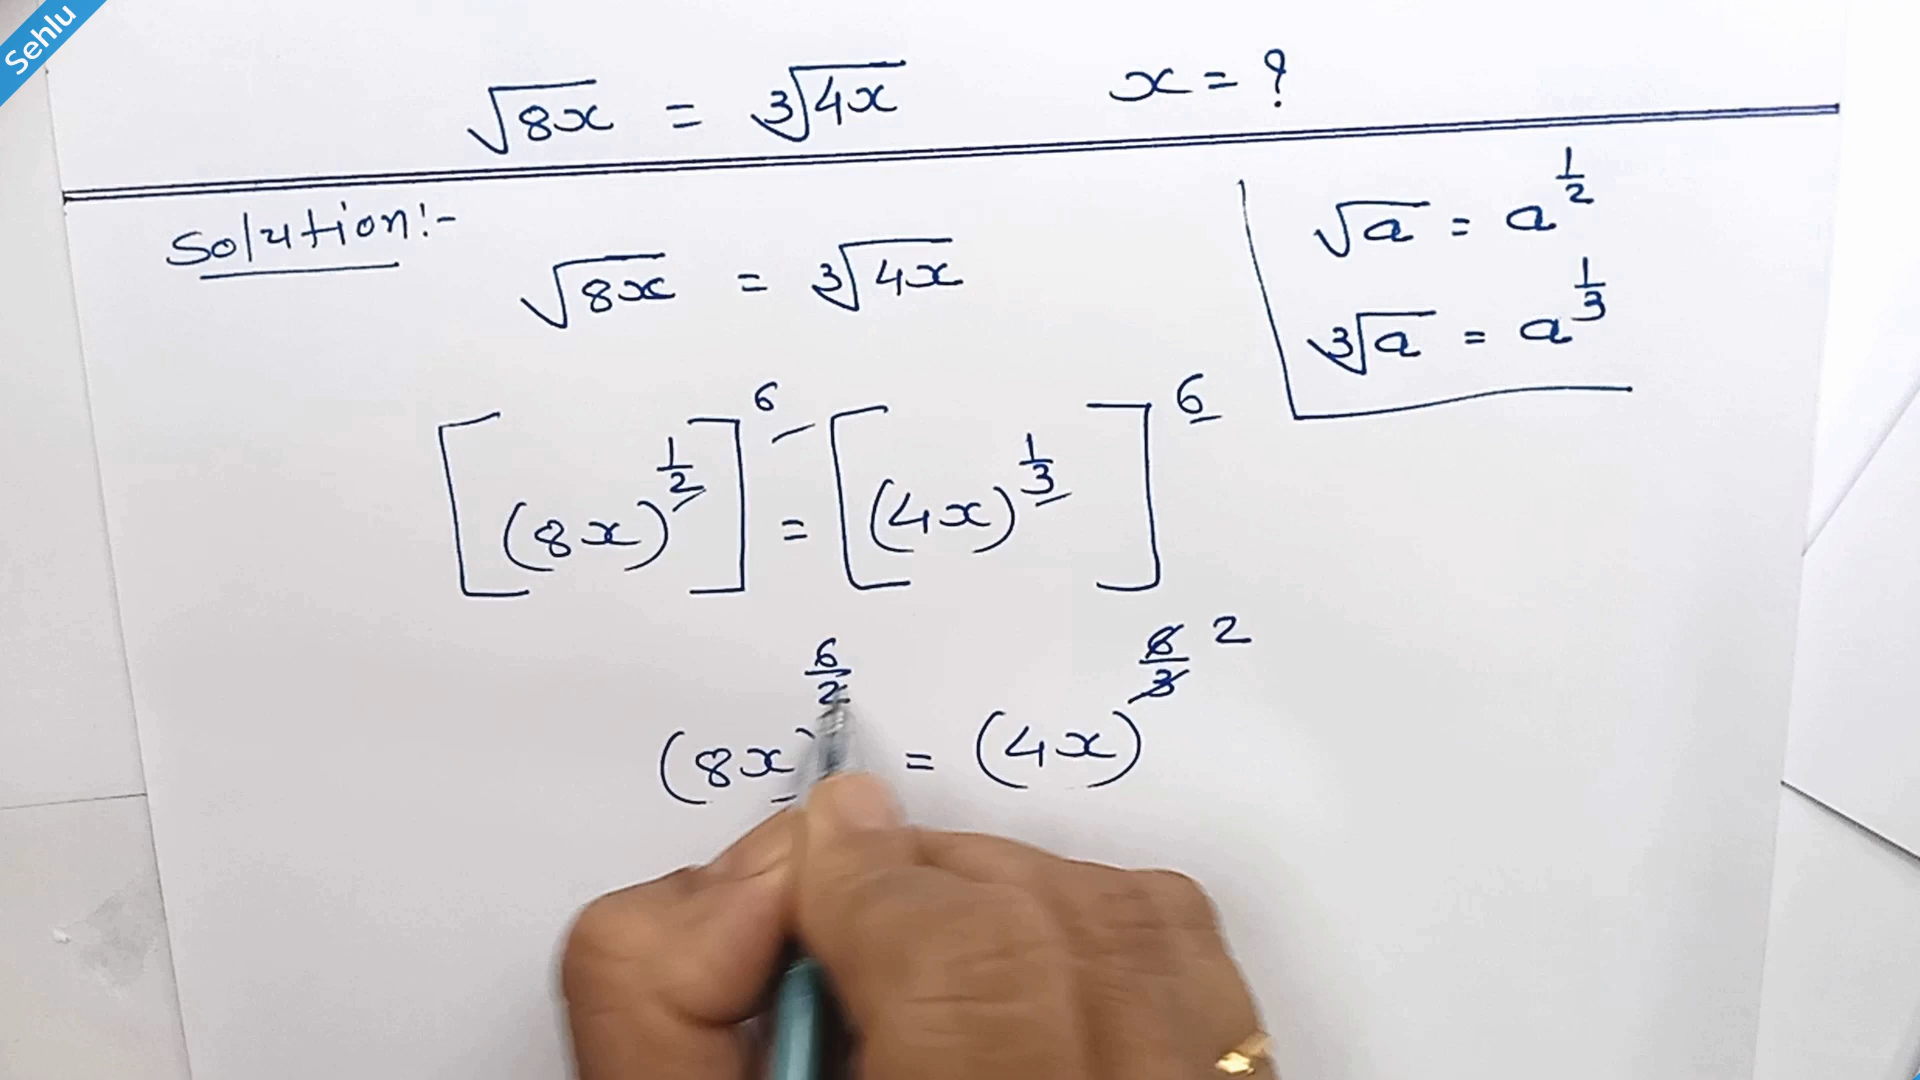 Sehlu
√8x = ∛4x x = ?
Solution:-
√8x = ∛4x
√a = a^(1/2)
∛a = a^(1/3)
[(8x)^(1/2)]^6 = [(4x)^(1/3)]^6
(8x)^(6/2) = (4x)^(6/3) 2